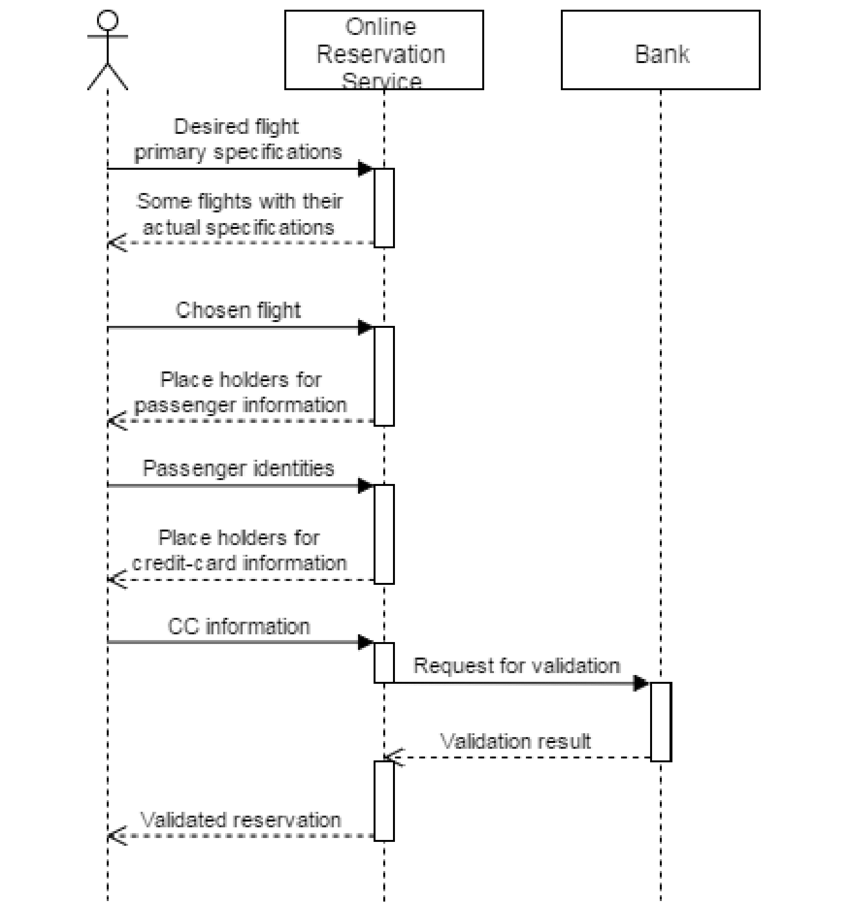 Online
Reservation
Service
Bank
Desired flight
primary specifications
Some flights with their
actual specifications
Chosen flight
Place holders for
passenger information
Passenger identities
Place holders for
credit-card information
CC information
Request for validation
Validation result
Validated reservation